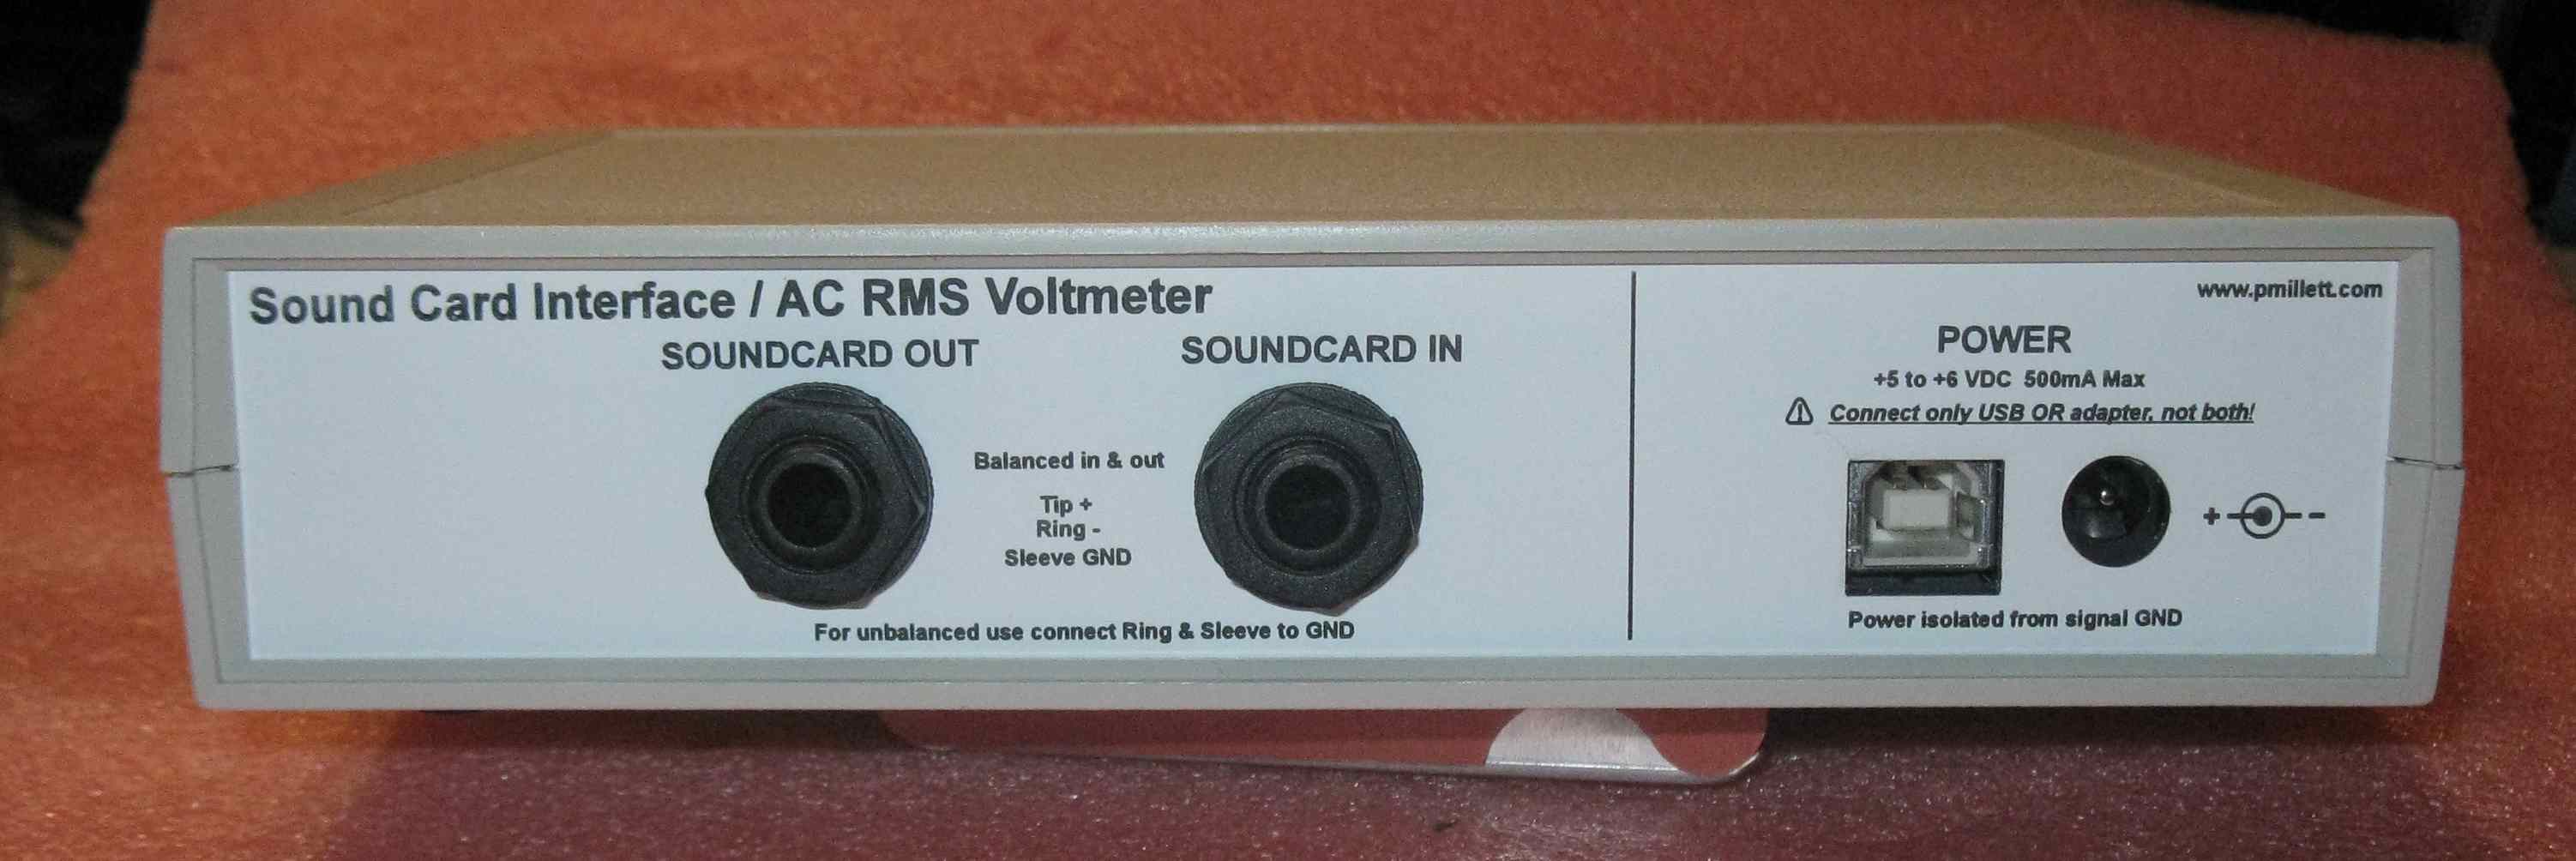 Sound Card Interface / AC RMS Voltmeter
SOUNDCARD OUT
SOUNDCARD IN
Balanced in & out
Tip +
Ring -
Sleeve GND
For unbalanced use connect Ring & Sleeve to GND
www.pmillett.com
POWER
+5 to +6 VDC 500mA Max
Connect only USB OR adapter, not both!
+ -
Power isolated from signal GND